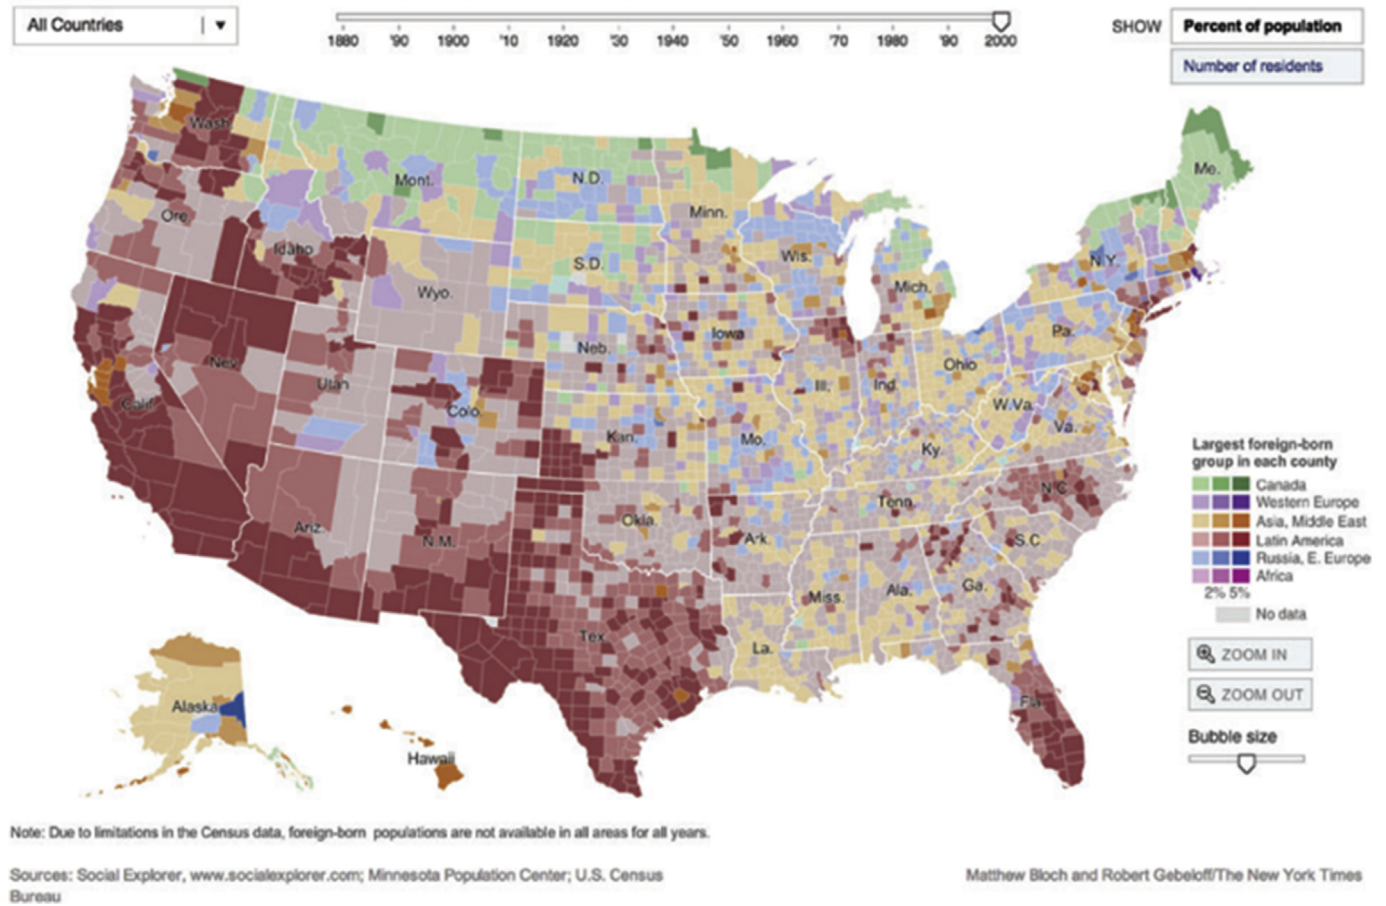 All Countries
1880 '90 1900 '10 1920 '30 1940 '50 1960 '70 1980 '90 2000
SHOW
Percent of population
Number of residents
Wash.
Mont.
N.D.
Minn.
Me.
Ore.
Idaho
S.D.
Wis.
N.Y.
Wyo.
Mich.
Nev.
Neb.
Iowa
Pa.
Utah
Ill.
Ind.
Ohio
Calif.
Colo.
Kan.
Mo.
W.Va.
Va.
Ky.
Ariz.
N.M.
Okla.
Ark.
Tenn.
N.C.
S.C.
Tex.
La.
Miss.
Ala.
Ga.
Fla.
Alaska
Hawaii
Largest foreign-born
group in each county
Canada
Western Europe
Asia, Middle East
Latin America
Russia, E. Europe
Africa
2% 5%
No data
ZOOM IN
ZOOM OUT
Bubble size
Note: Due to limitations in the Census data, foreign-born populations are not available in all areas for all years.
Sources: Social Explorer, www.socialexplorer.com; Minnesota Population Center; U.S. Census
Bureau
Matthew Bloch and Robert Gebeloff/The New York Times